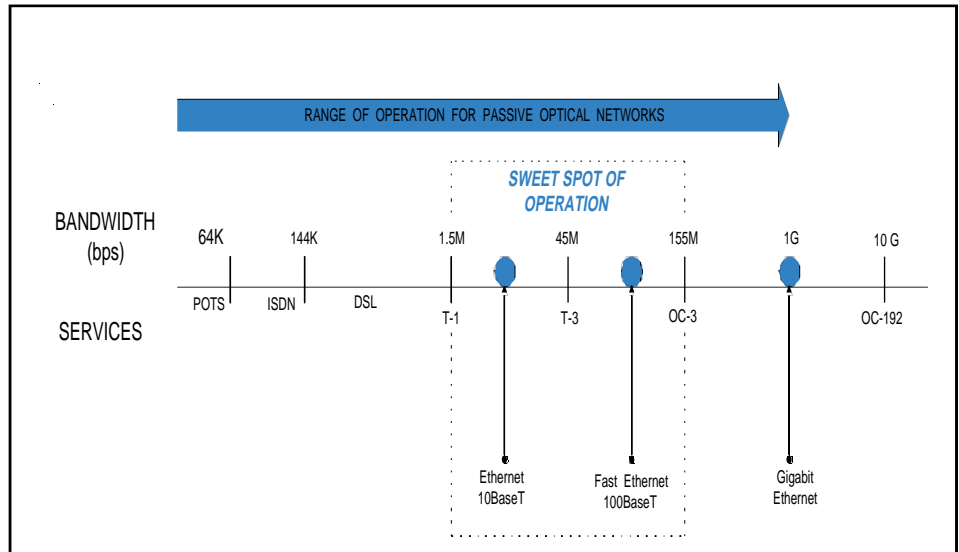 RANGE OF OPERATION FOR PASSIVE OPTICAL NETWORKS
SWEET SPOT OF
OPERATION
BANDWIDTH
(bps)
64K
144K
1.5M
45M
155M
1G
10 G
SERVICES
POTS
ISDN
DSL
T-1
T-3
OC-3
OC-192
Ethernet
10BaseT
Fast Ethernet
100BaseT
Gigabit
Ethernet